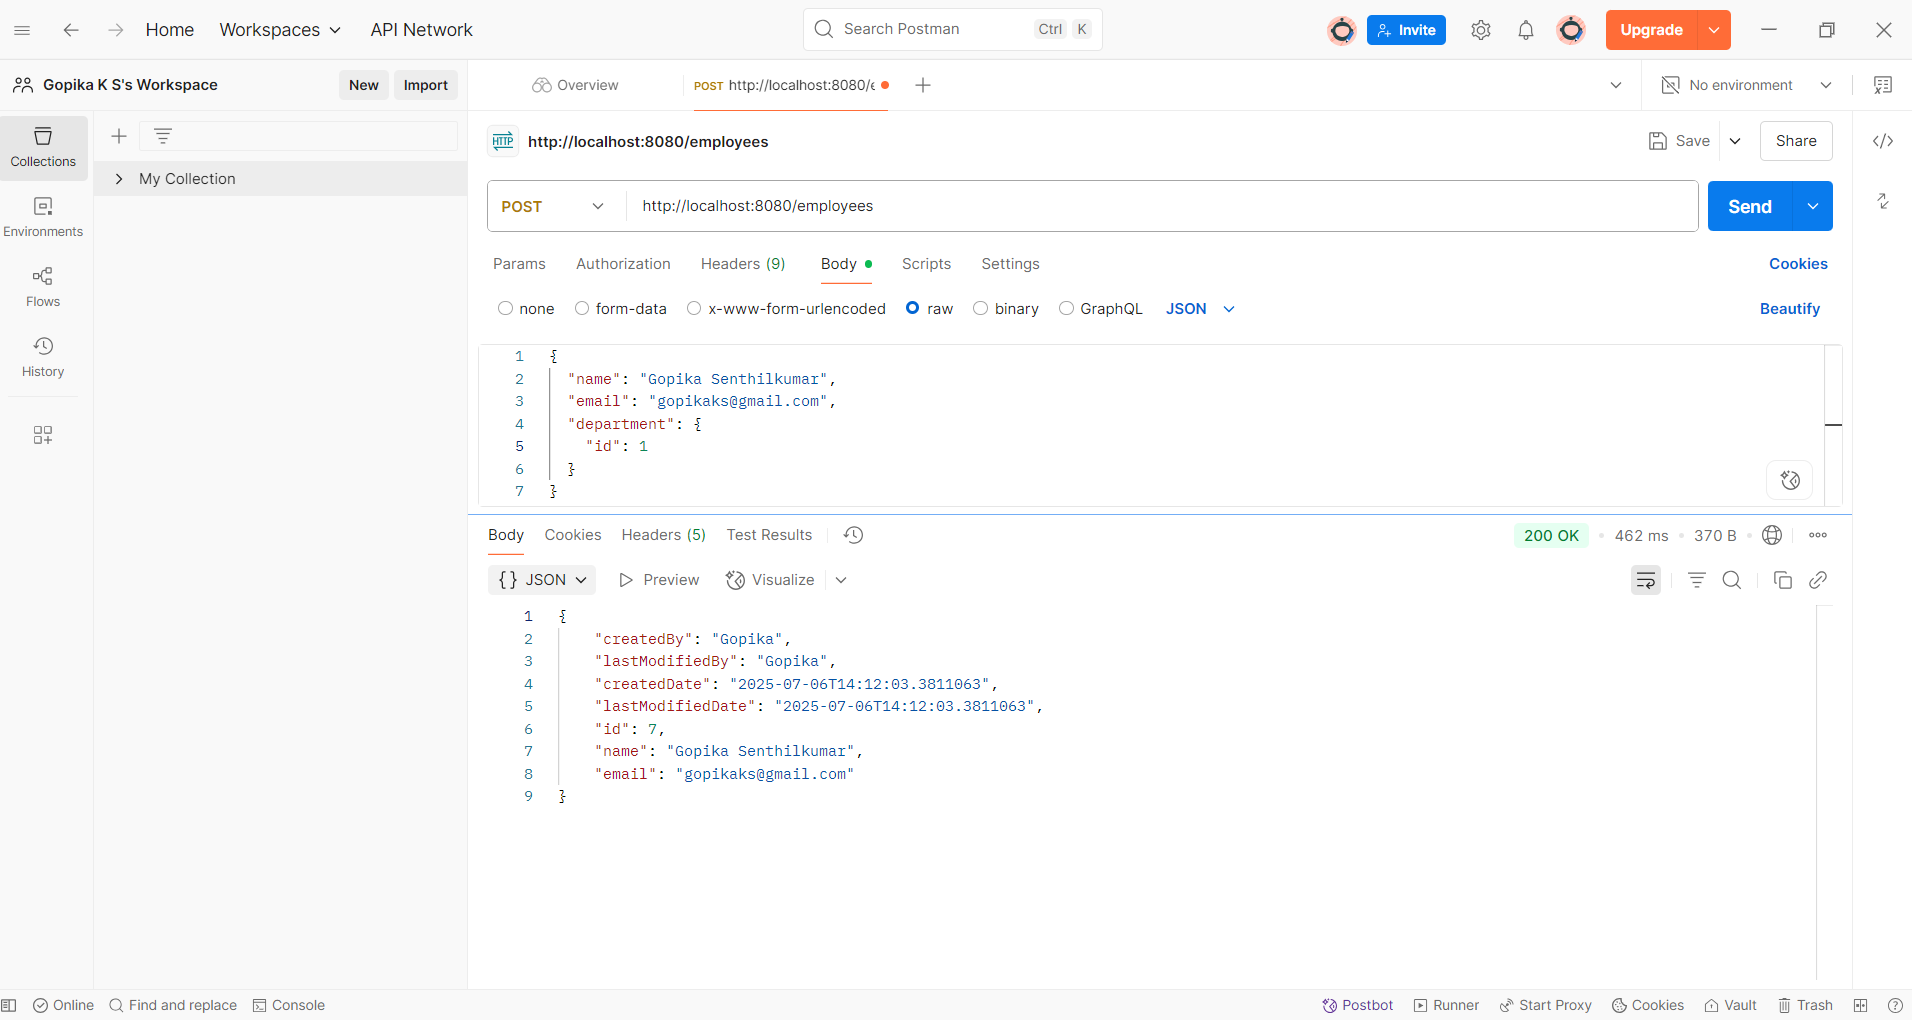 Home Workspaces API Network Search Postman Ctrl K Invite Upgrade
Gopika K S's Workspace New Import Overview POST http://localhost:8080/e No environment
Collections
My Collection
Environments
Flows
History
HTTP http://localhost:8080/employees Save Share
POST http://localhost:8080/employees Send
Params Authorization Headers (9) Body Scripts Settings Cookies
none form-data x-www-form-urlencoded raw binary GraphQL JSON Beautify
1 {
2 "name": "Gopika Senthilkumar",
3 "email": "gopikaks@gmail.com",
4 "department": {
5 "id": 1
6 }
7 }
Body Cookies Headers (5) Test Results 200 OK 462 ms 370 B
{} JSON Preview Visualize
1 {
2 "createdBy": "Gopika",
3 "lastModifiedBy": "Gopika",
4 "createdDate": "2025-07-06T14:12:03.3811063",
5 "lastModifiedDate": "2025-07-06T14:12:03.3811063",
6 "id": 7,
7 "name": "Gopika Senthilkumar",
8 "email": "gopikaks@gmail.com"
9 }
Online Find and replace Console Postbot Runner Start Proxy Cookies Vault Trash